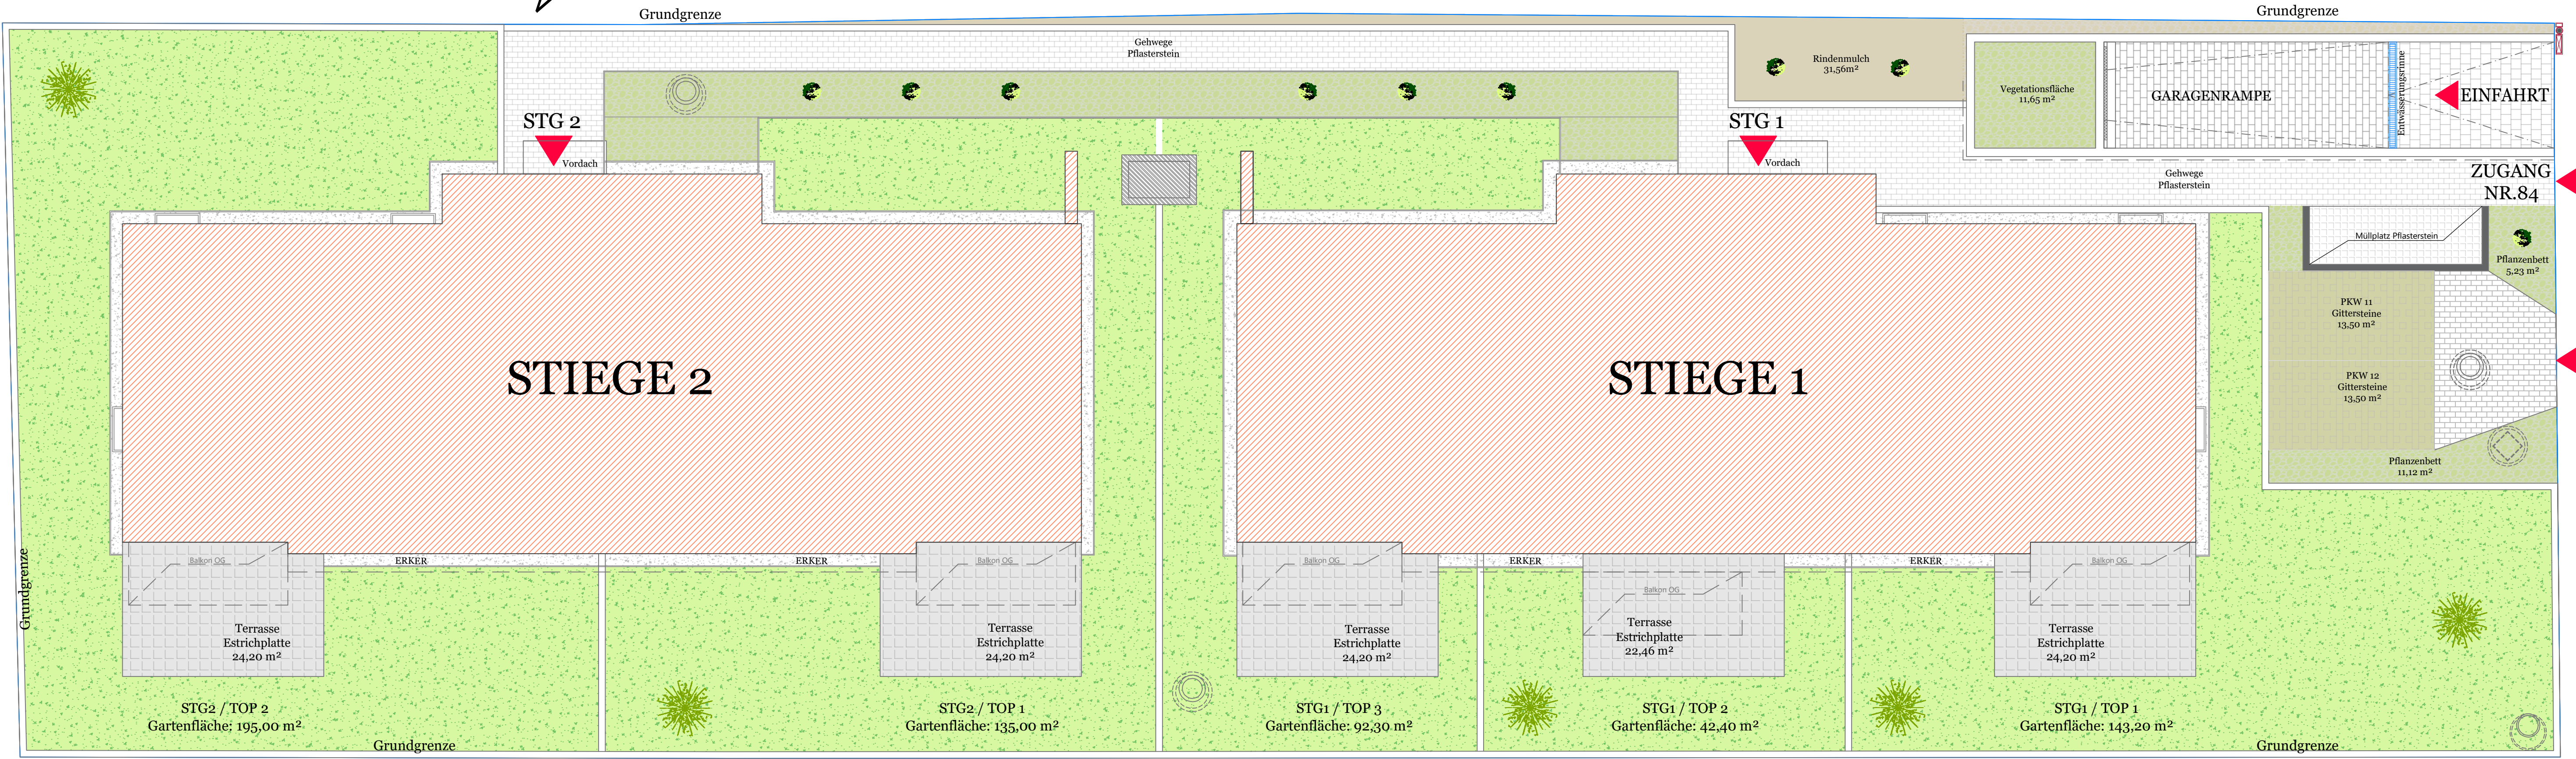 Grundgrenze
Grundgrenze
Gehwege
Pflasterstein
Rindenmulch
31,56m²
Vegetationsfläche
11,65 m²
GARAGENRAMPE
Entwässerungsrinne
EINFAHRT
STG 2
Vordach
STG 1
Vordach
Gehwege
Pflasterstein
ZUGANG
NR.84
Müllplatz Pflasterstein
Pflanzenbett
5,23 m²
PKW 11
Gittersteine
13,50 m²
PKW 12
Gittersteine
13,50 m²
Pflanzenbett
11,12 m²
STIEGE 2
STIEGE 1
Grundgrenze
Balkon OG
ERKER
ERKER
Balkon OG
Balkon OG
ERKER
Balkon OG
ERKER
Balkon OG
Terrasse
Estrichplatte
24,20 m²
Terrasse
Estrichplatte
24,20 m²
Terrasse
Estrichplatte
24,20 m²
Terrasse
Estrichplatte
22,46 m²
Terrasse
Estrichplatte
24,20 m²
STG2 / TOP 2
Gartenfläche: 195,00 m²
STG2 / TOP 1
Gartenfläche: 135,00 m²
STG1 / TOP 3
Gartenfläche: 92,30 m²
STG1 / TOP 2
Gartenfläche: 42,40 m²
STG1 / TOP 1
Gartenfläche: 143,20 m²
Grundgrenze
Grundgrenze